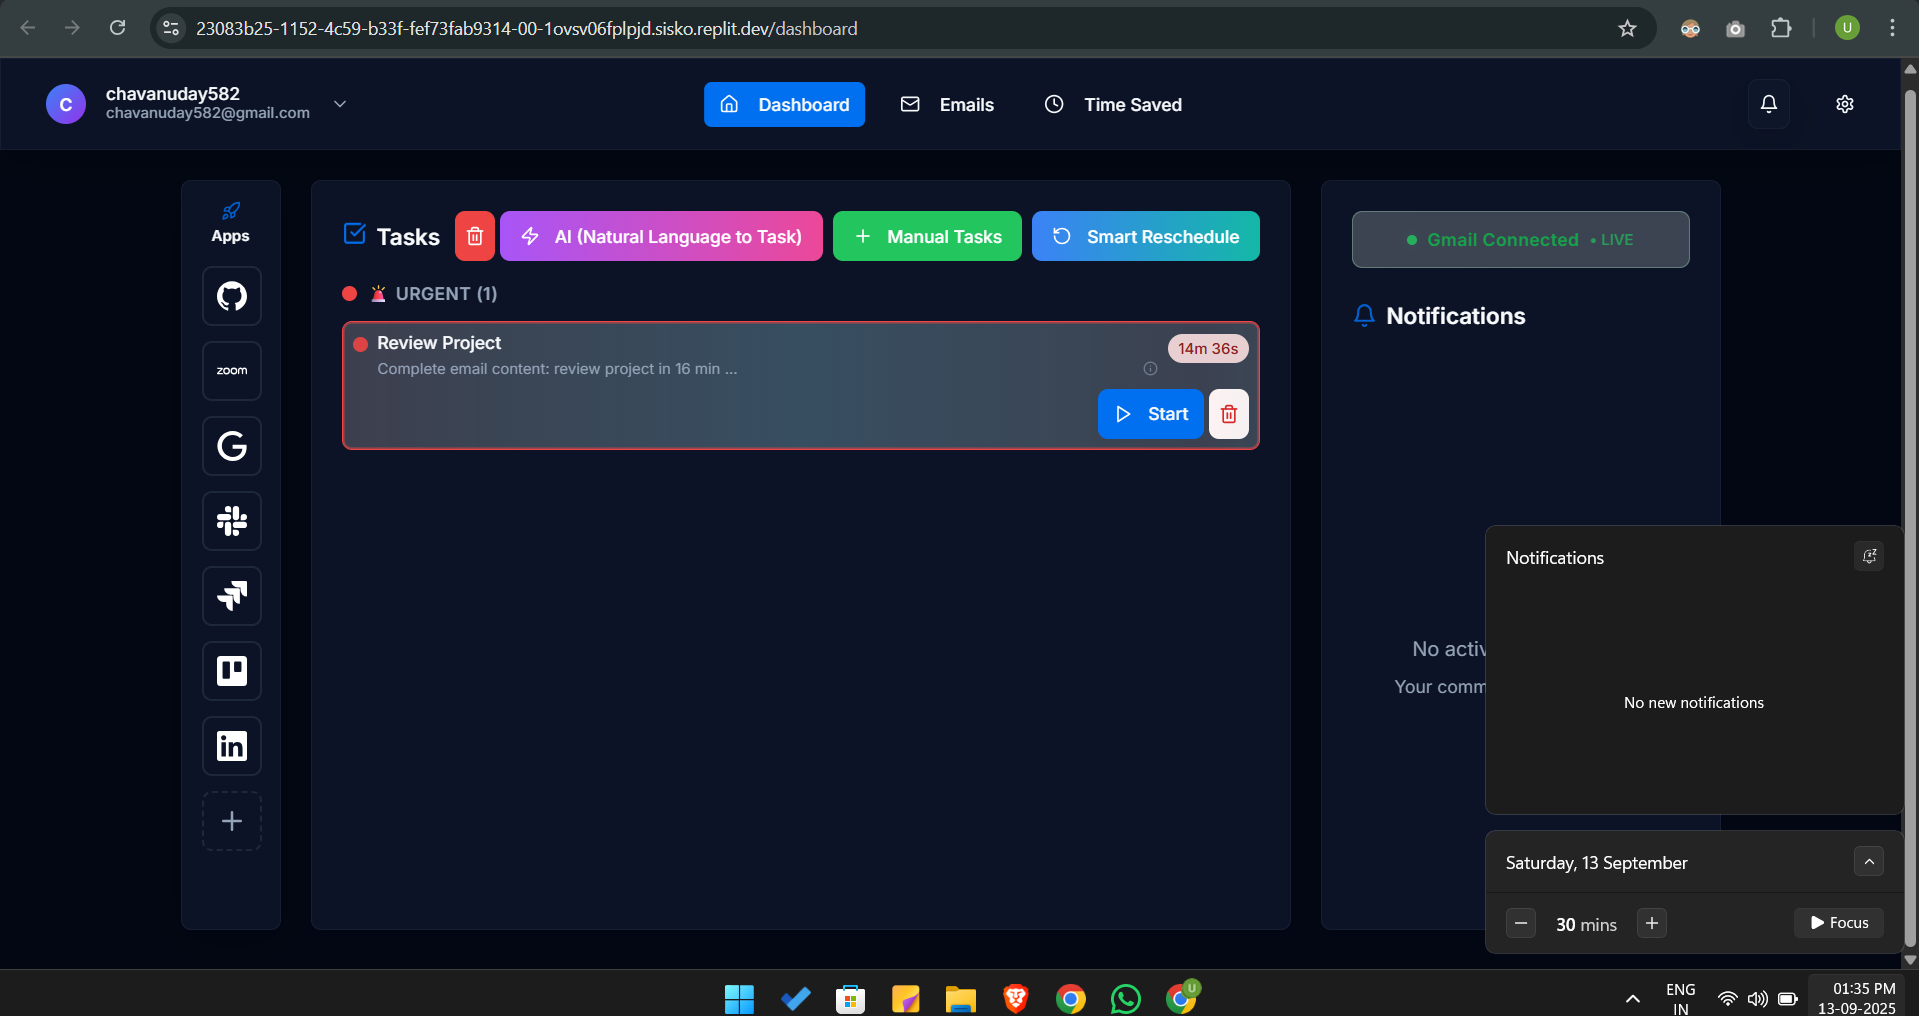 23083b25-1152-4c59-b33f-fef73fab9314-00-1ovsv06fplpjd.sisko.replit.dev/dashboard
U
C
chavanuday582
chavanuday582@gmail.com
Dashboard
Emails
Time Saved
Apps
zoom
Tasks
AI (Natural Language to Task)
Manual Tasks
Smart Reschedule
URGENT (1)
Review Project
14m 36s
Complete email content: review project in 16 min ...
Start
Gmail Connected • LIVE
Notifications
No activ
Your comm
Notifications
No new notifications
Saturday, 13 September
30 mins
Focus
U
ENG
IN
01:35 PM
13-09-2025